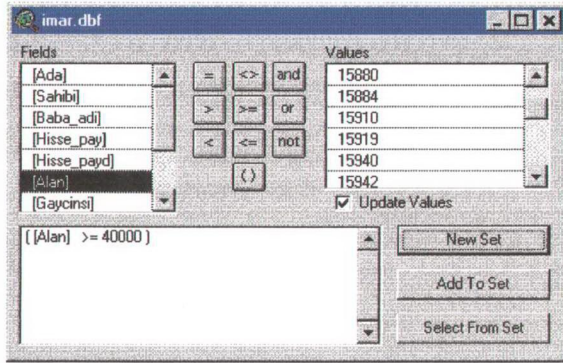 imar.dbf
Fields
Values
[Ada]
[Sahibi]
[Baba_adi]
[Hisse_pay]
[Hisse_payd]
[Alan]
[Gaycinsi]
= <> and
> >= or
< <= not
()
15880
15884
15910
15919
15940
15942
Update Values
( [Alan] >= 40000 )
New Set
Add To Set
Select From Set